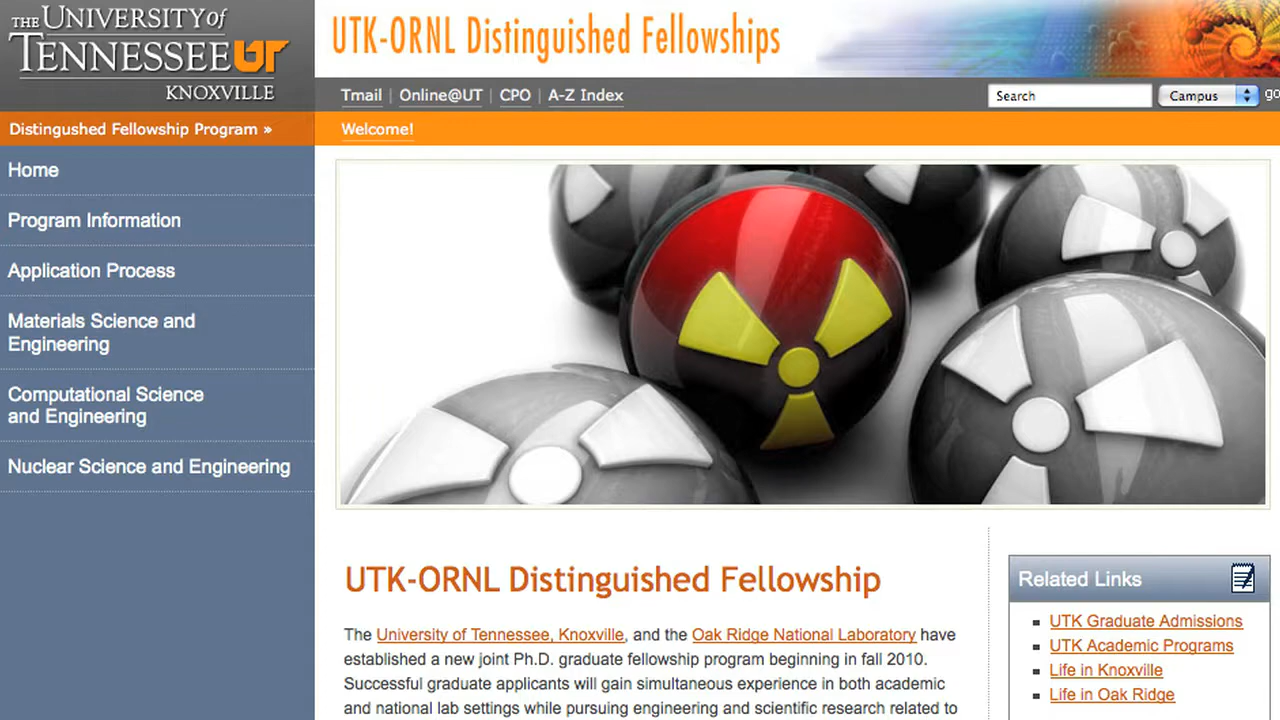 THE UNIVERSITY of
TENNESSEE UT
KNOXVILLE
UTK-ORNL Distinguished Fellowships
Tmail | Online@UT | CPO | A-Z Index
Search
Campus
go
Distingushed Fellowship Program »
Welcome!
Home
Program Information
Application Process
Materials Science and
Engineering
Computational Science
and Engineering
Nuclear Science and Engineering
UTK-ORNL Distinguished Fellowship
The University of Tennessee, Knoxville, and the Oak Ridge National Laboratory have
established a new joint Ph.D. graduate fellowship program beginning in fall 2010.
Successful graduate applicants will gain simultaneous experience in both academic
and national lab settings while pursuing engineering and scientific research related to
Related Links
UTK Graduate Admissions
UTK Academic Programs
Life in Knoxville
Life in Oak Ridge